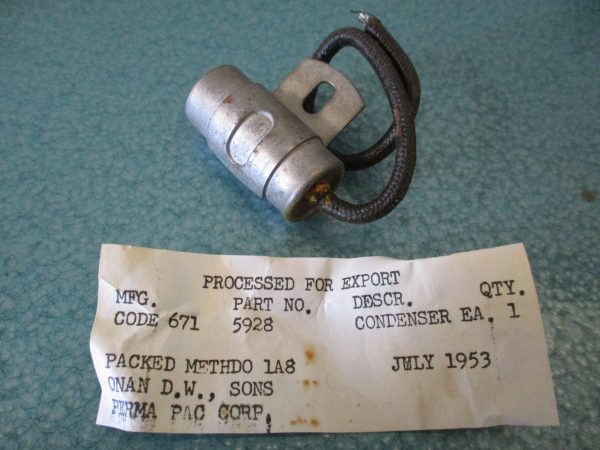 PROCESSED FOR EXPORT
MFG. PART NO. DESCR. QTY.
CODE 671 5928 CONDENSER EA. 1
PACKED METHDO 1A8 JULY 1953
ONAN D.W., SONS
PERMA PAC CORP.